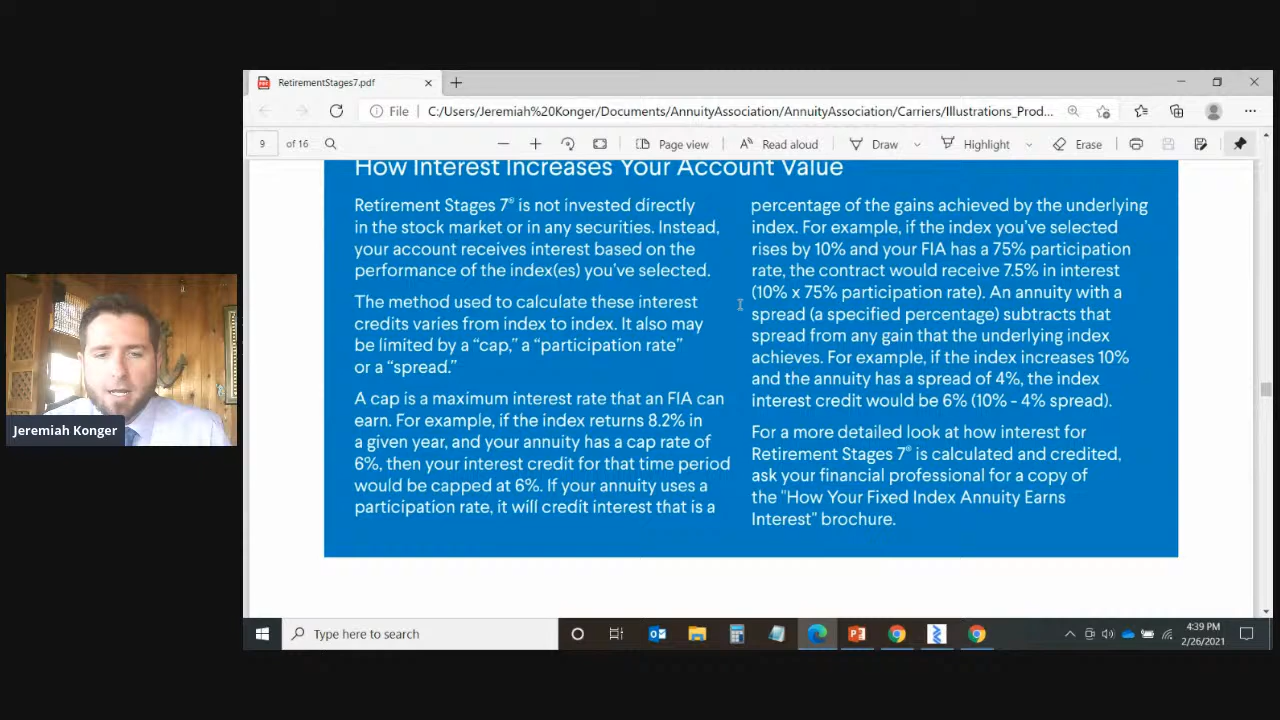 RetirementStages7.pdf
File
C:/Users/Jeremiah%20Konger/Documents/AnnuityAssociation/AnnuityAssociation/Carriers/Illustrations_Prod...
9 of 16
Page view
Read aloud
Draw
Highlight
Erase
How Interest Increases Your Account Value
Retirement Stages 7® is not invested directly
in the stock market or in any securities. Instead,
your account receives interest based on the
performance of the index(es) you've selected.
The method used to calculate these interest
credits varies from index to index. It also may
be limited by a “cap,” a “participation rate”
or a “spread.”
A cap is a maximum interest rate that an FIA can
earn. For example, if the index returns 8.2% in
a given year, and your annuity has a cap rate of
6%, then your interest credit for that time period
would be capped at 6%. If your annuity uses a
participation rate, it will credit interest that is a
percentage of the gains achieved by the underlying
index. For example, if the index you've selected
rises by 10% and your FIA has a 75% participation
rate, the contract would receive 7.5% in interest
(10% x 75% participation rate). An annuity with a
spread (a specified percentage) subtracts that
spread from any gain that the underlying index
achieves. For example, if the index increases 10%
and the annuity has a spread of 4%, the index
interest credit would be 6% (10% - 4% spread).
For a more detailed look at how interest for
Retirement Stages 7® is calculated and credited,
ask your financial professional for a copy of
the "How Your Fixed Index Annuity Earns
Interest" brochure.
Jeremiah Konger
Type here to search
4:39 PM
2/26/2021